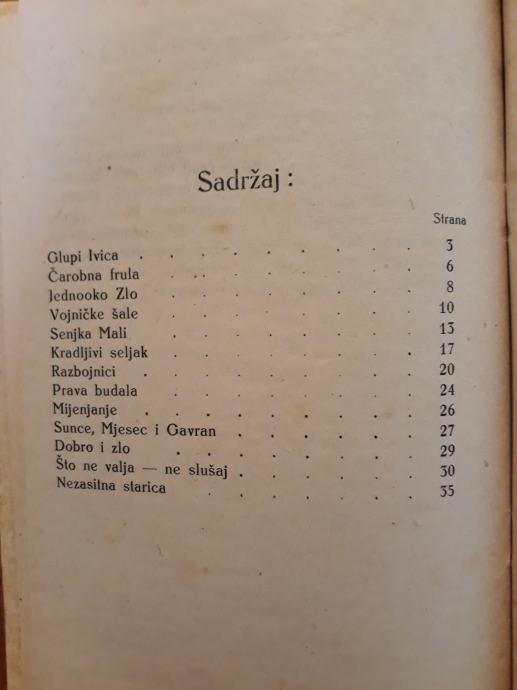 Sadržaj:
Strana
Glupi Ivica . . . . . . . . 3
Čarobna frula . . . . . . . . 6
Jednooko Zlo . . . . . . . 8
Vojničke šale . . . . . . . 10
Senjka Mali . . . . . . . 13
Kradljivi seljak . . . . . . . 17
Razbojnici . . . . . . . . 20
Prava budala . . . . . . . 24
Mijenjanje . . . . . . . . 26
Sunce, Mjesec i Gavran . . . . . 27
Dobro i zlo . . . . . . . 29
Što ne valja — ne slušaj . . . . . 30
Nezasitna starica . . . . . . 35